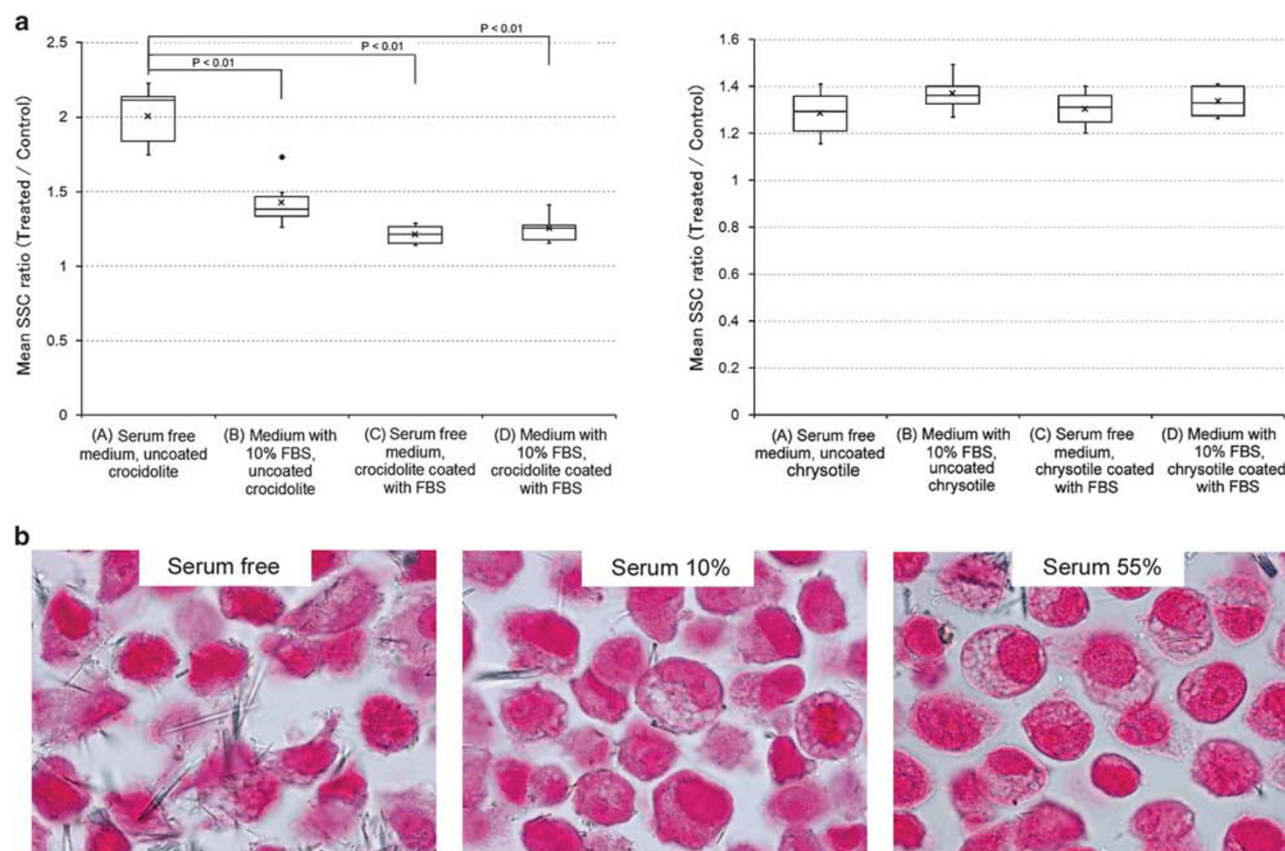 a
P < 0.01
P < 0.01
P < 0.01
Mean SSC ratio (Treated / Control)
2.5
2
1.5
1
0.5
0
(A) Serum free
medium, uncoated
crocidolite
(B) Medium with
10% FBS,
uncoated
crocidolite
(C) Serum free
medium,
crocidolite coated
with FBS
(D) Medium with
10% FBS,
crocidolite coated
with FBS
Mean SSC ratio (Treated / Control)
1.6
1.4
1.2
1
0.8
0.6
0.4
0.2
0
(A) Serum free
medium, uncoated
chrysotile
(B) Medium with
10% FBS,
uncoated
chrysotile
(C) Serum free
medium,
chrysotile coated
with FBS
(D) Medium with
10% FBS,
chrysotile coated
with FBS
b
Serum free
Serum 10%
Serum 55%